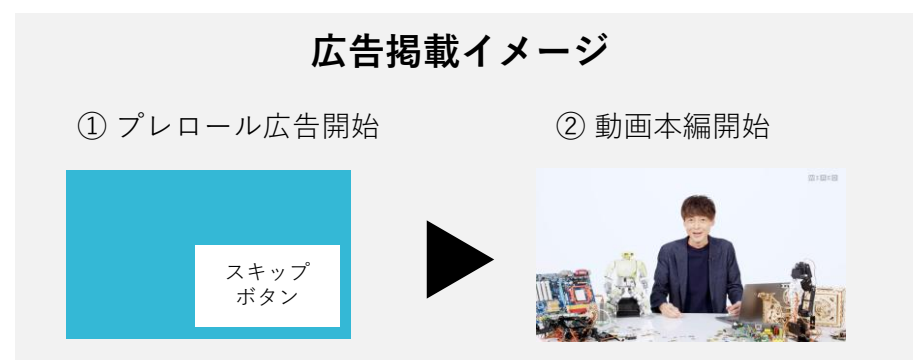 広告掲載イメージ
① プレロール広告開始
② 動画本編開始
スキップ
ボタン
WIRED